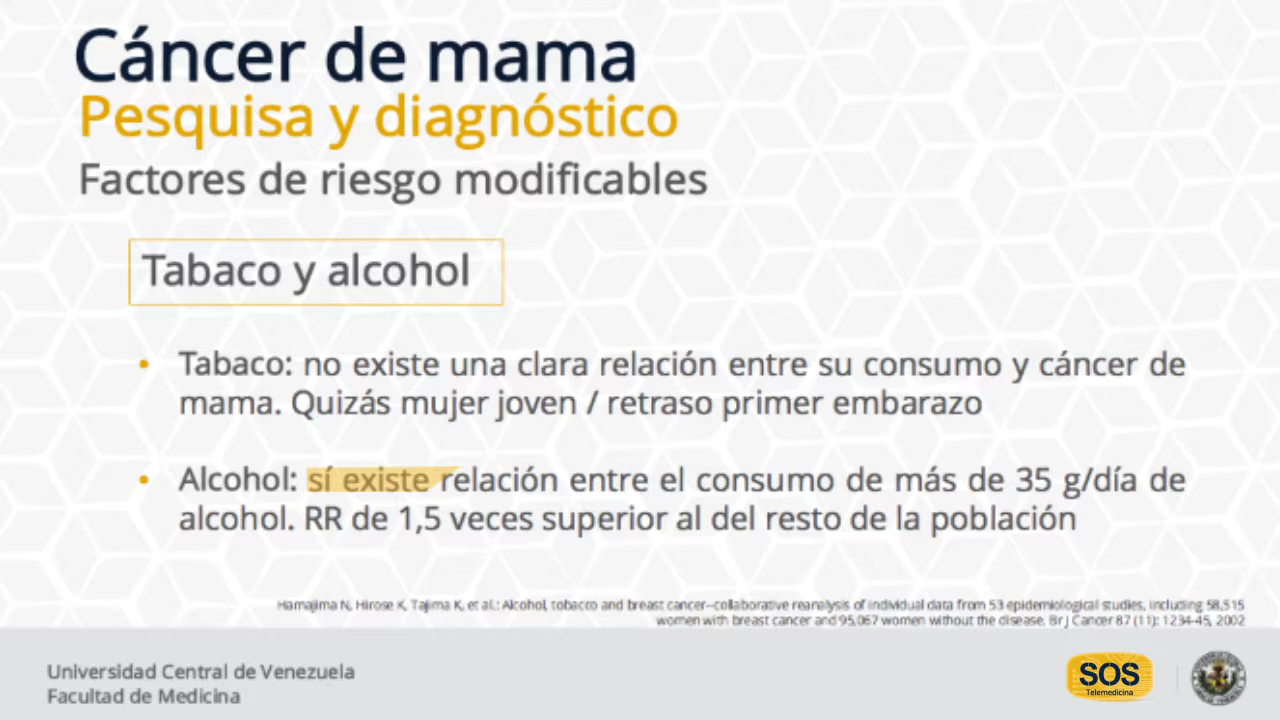 Cáncer de mama
Pesquisa y diagnóstico
Factores de riesgo modificables
Tabaco y alcohol
• Tabaco: no existe una clara relación entre su consumo y cáncer de
mama. Quizás mujer joven / retraso primer embarazo
• Alcohol: sí existe relación entre el consumo de más de 35 g/día de
alcohol. RR de 1,5 veces superior al del resto de la población
Hamajima N, Hirose K, Tajima K, et al.: Alcohol, tobacco and breast cancer--collaborative reanalysis of individual data from 53 epidemiological studies, including 58,515
women with breast cancer and 95,067 women without the disease. Br J Cancer 87 (11): 1234-45, 2002
Universidad Central de Venezuela
Facultad de Medicina
SOS
Telemedicina